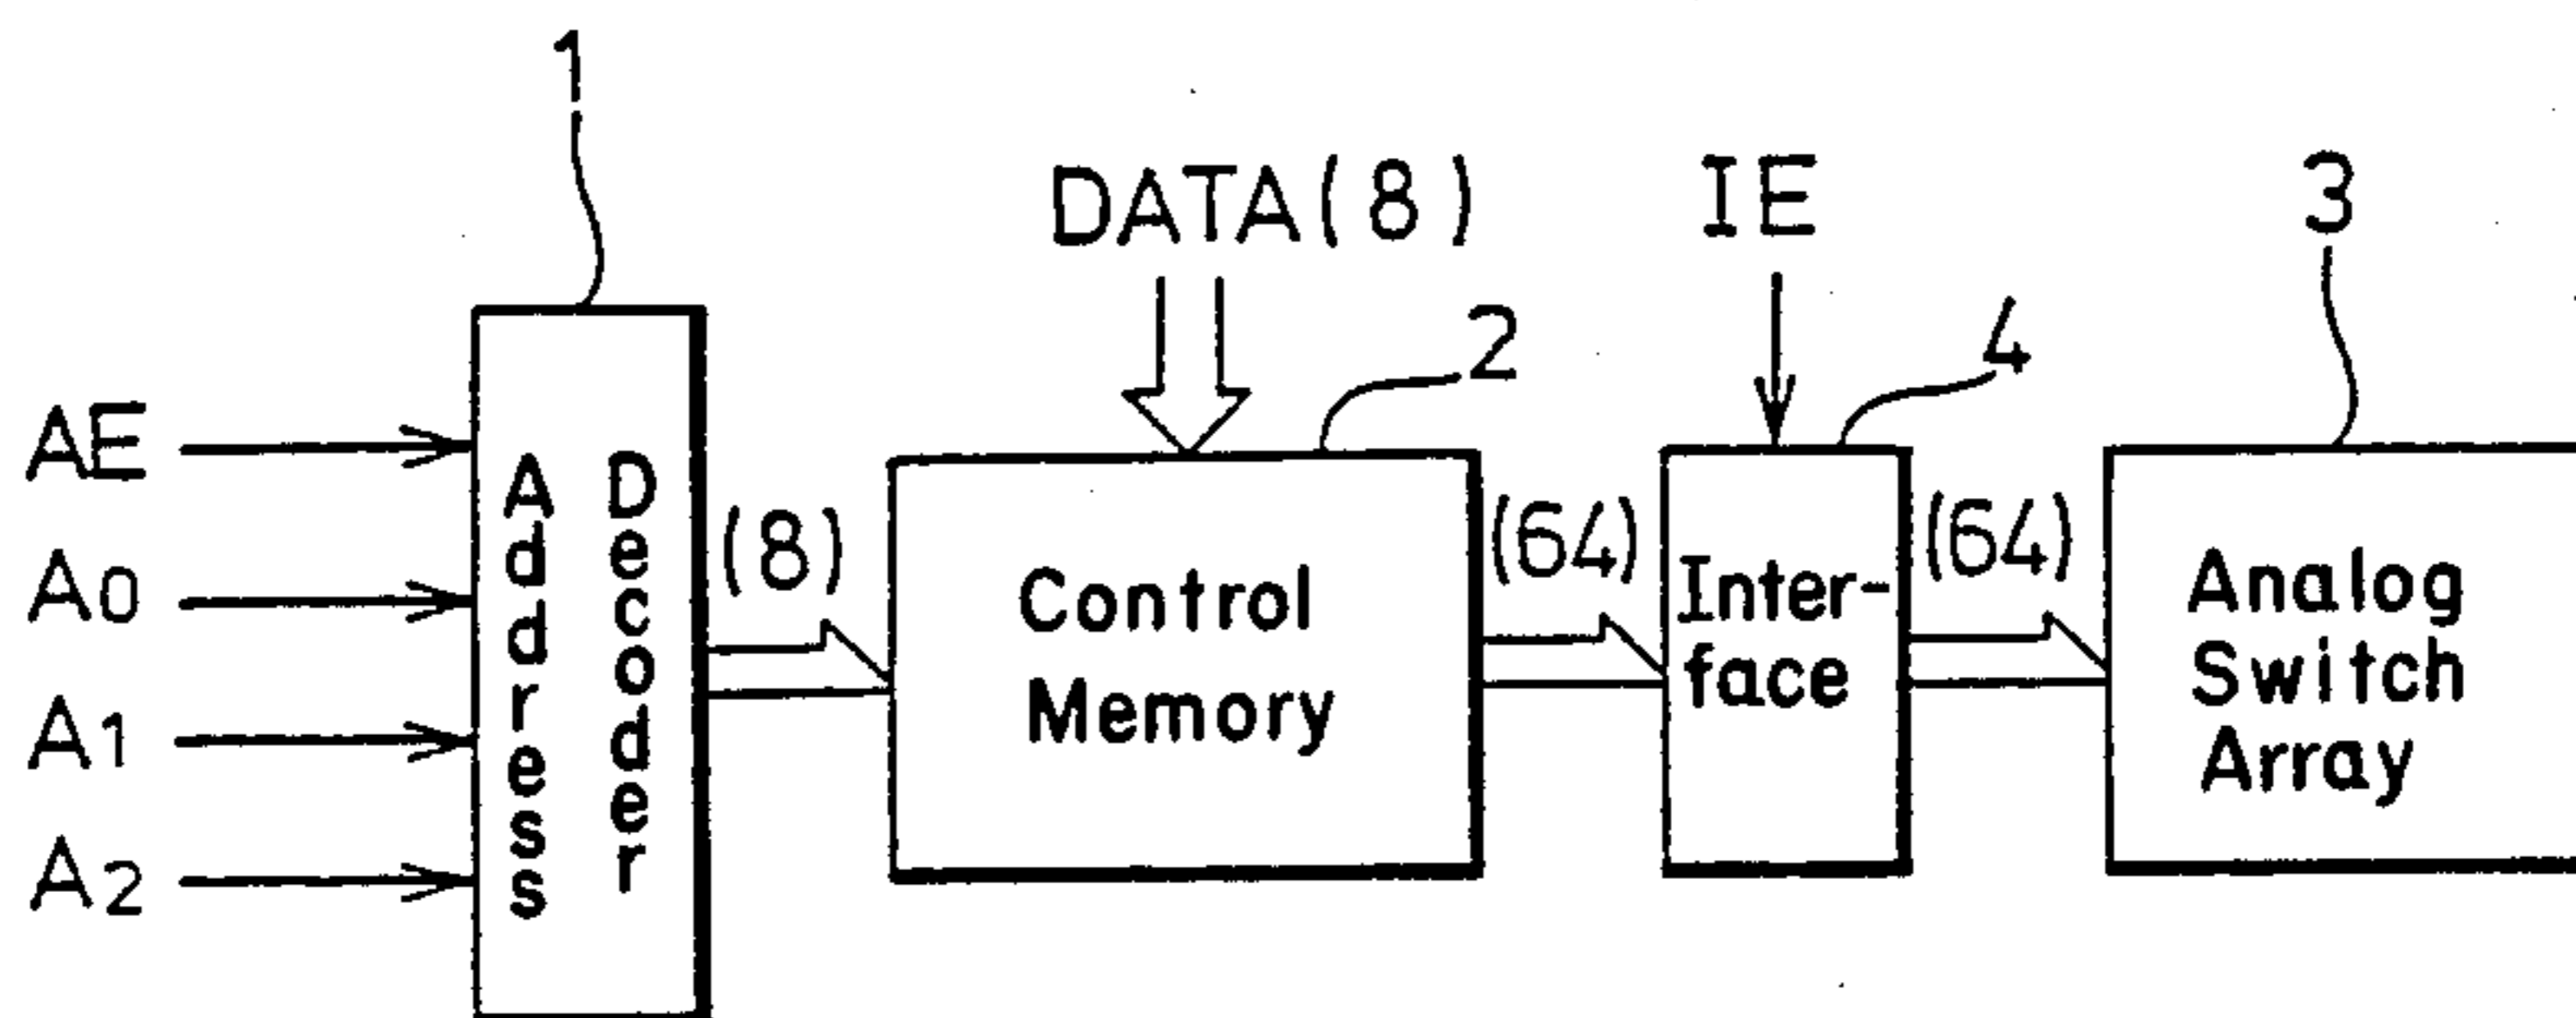 1
DATA(8)
IE
3
2
4
AE
A0
A1
A2
Address
Decoder
(8)
Control
Memory
(64)
Inter-
face
(64)
Analog
Switch
Array